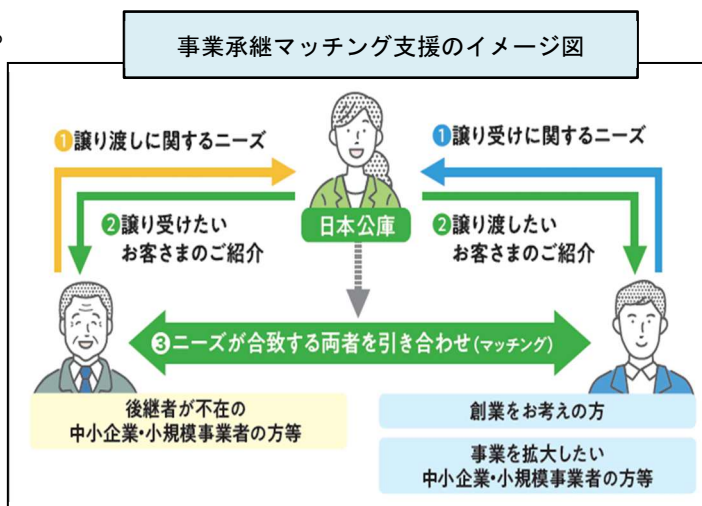 。
事業承継マッチング支援のイメージ図
①譲り渡しに関するニーズ
①譲り受けに関するニーズ
②譲り受けたい
お客さまのご紹介
日本公庫
②譲り渡したい
お客さまのご紹介
③ニーズが合致する両者を引き合わせ(マッチング)
後継者が不在の
中小企業・小規模事業者の方等
創業をお考えの方
事業を拡大したい
中小企業・小規模事業者の方等